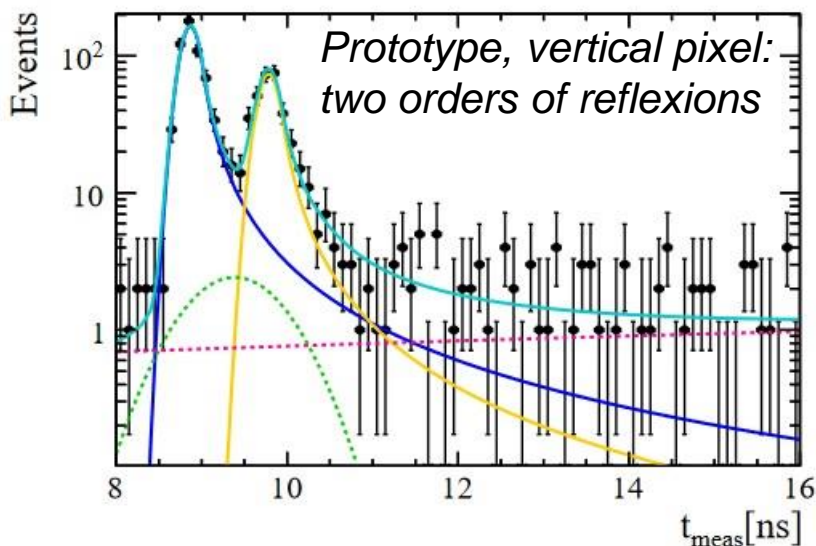 Prototype, vertical pixel:
two orders of reflexions
Events
10²
10
1
8 10 12 14 16
t_meas[ns]